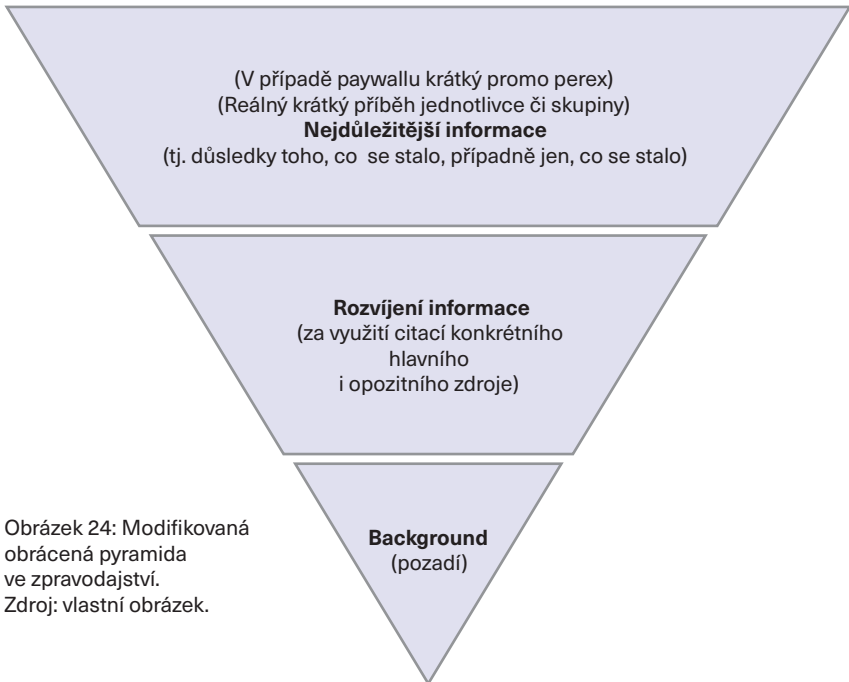 (V případě paywallu krátký promo perex)
(Reálný krátký příběh jednotlivce či skupiny)
Nejdůležitější informace
(tj. důsledky toho, co se stalo, případně jen, co se stalo)
Rozvíjení informace
(za využití citací konkrétního
hlavního
i opozitního zdroje)
Background
(pozadí)
Obrázek 24: Modifikovaná
obrácená pyramida
ve zpravodajství.
Zdroj: vlastní obrázek.